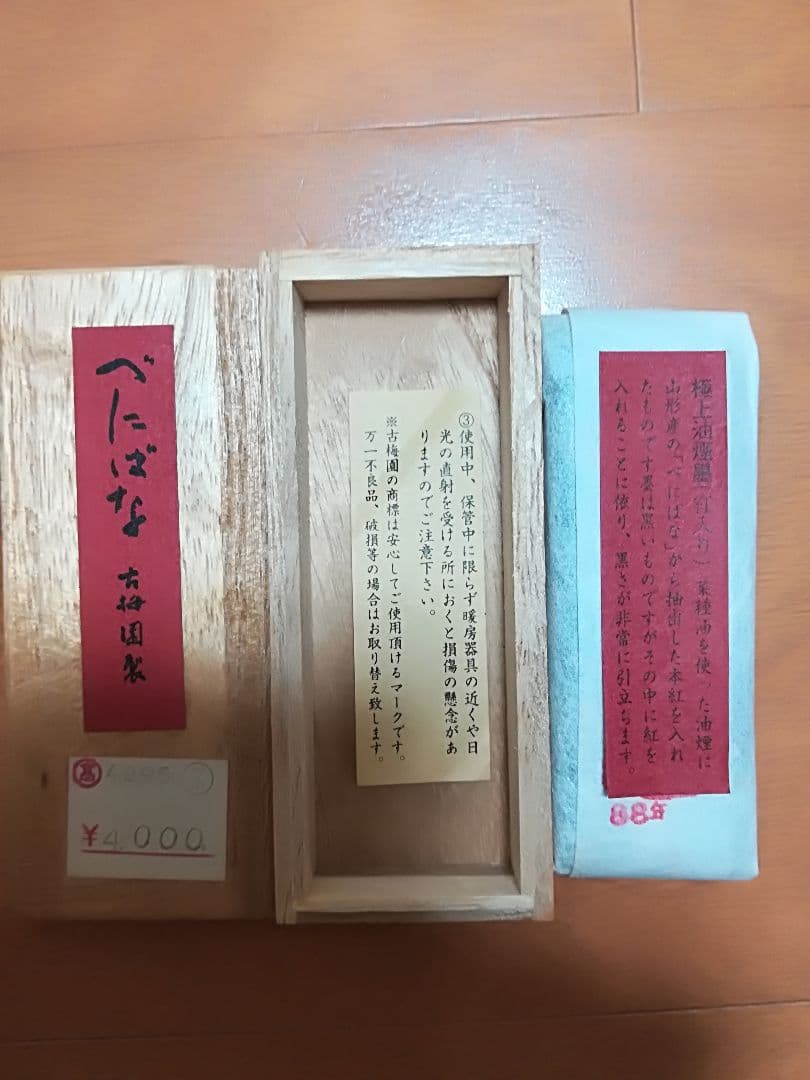 べにばな 古梅園製
¥4,000
③使用中、保管中に限らず暖房器具の近くや日
光の直射を受ける所におくと損傷の懸念があ
りますのでご注意下さい。
※古梅園の商標は安心してご使用頂けるマークです。
万一不良品、破損等の場合はお取り替え致します。
極上油煙墨(紅入り)菜種油を使った油煙に
山形産の「べにばな」から抽出した本紅を入れ
たものです墨は黒いものですがその中に紅を
入れることに依り、黒さが非常に引立ちます。
88年